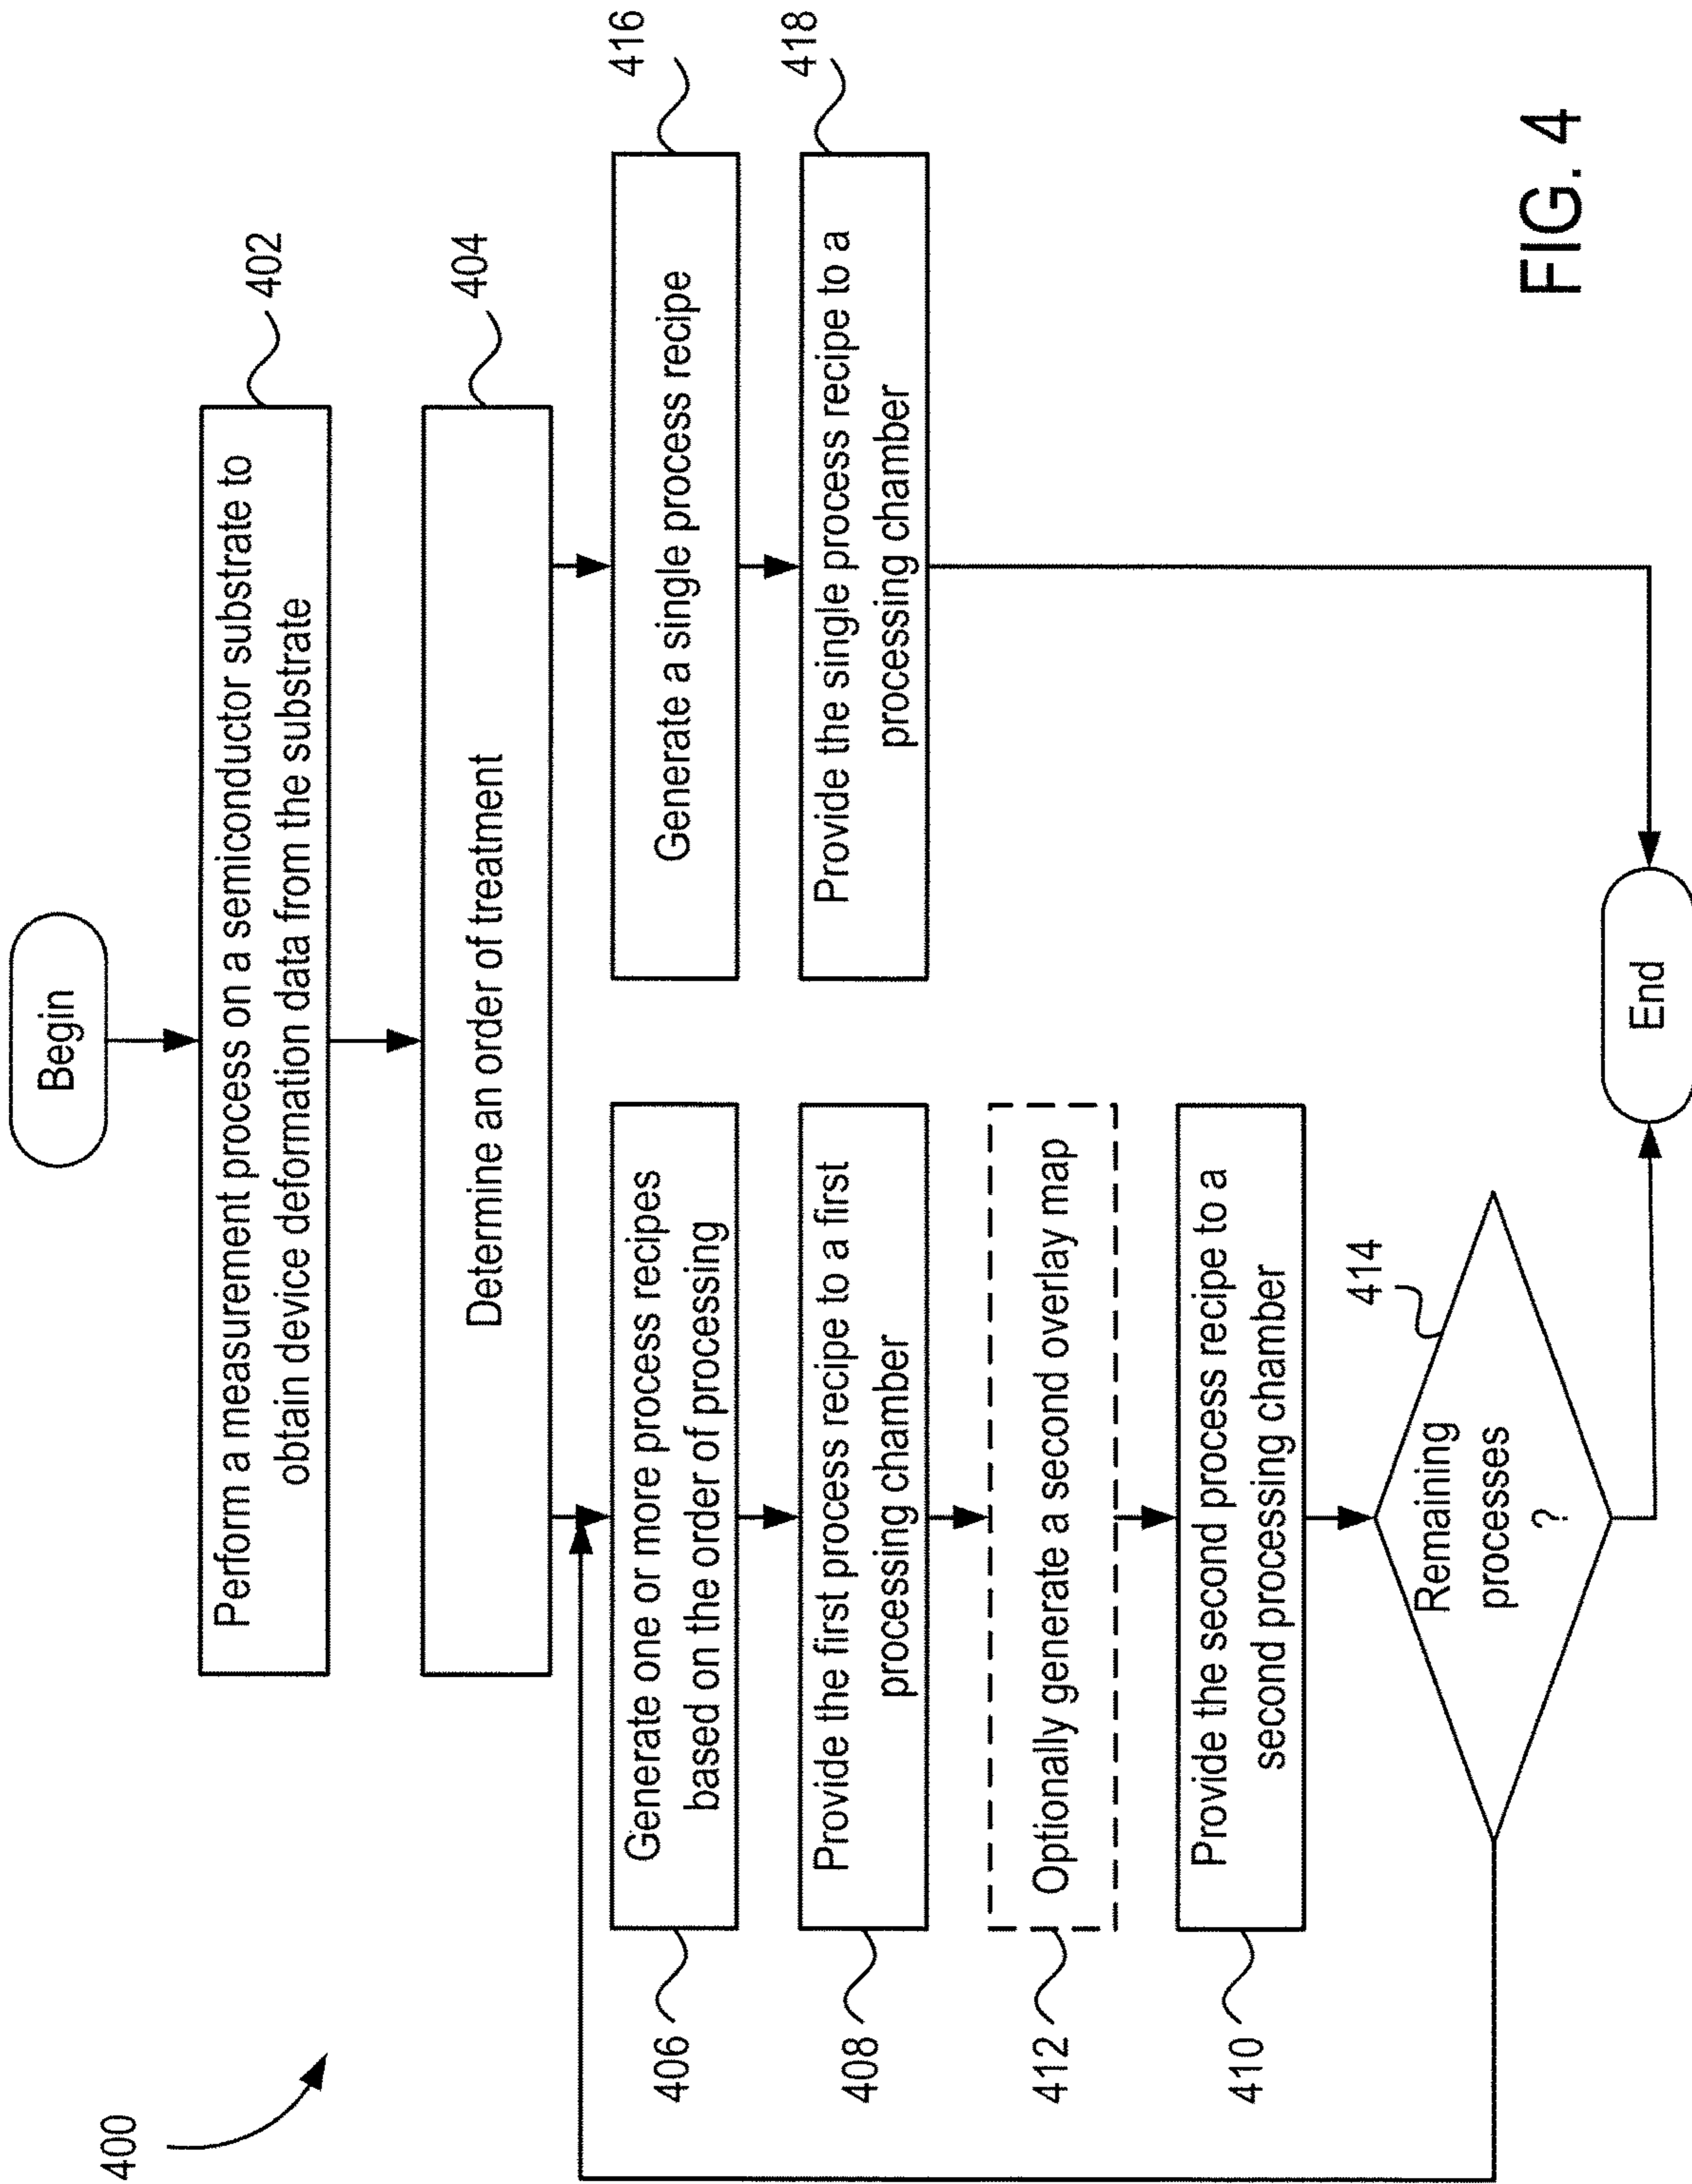 400
Begin
Perform a measurement process on a semiconductor substrate to
obtain device deformation data from the substrate
402
Determine an order of treatment
404
406
Generate one or more process recipes
based on the order of processing
408
Provide the first process recipe to a first
processing chamber
412
Optionally generate a second overlay map
410
Provide the second process recipe to a
second processing chamber
414
Remaining
processes
?
Generate a single process recipe
416
Provide the single process recipe to a
processing chamber
418
End
FIG. 4